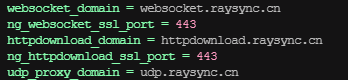 websocket_domain = websocket.raysync.cn
ng_websocket_ssl_port = 443
httpdownload_domain = httpdownload.raysync.cn
ng_httpdownload_ssl_port = 443
udp_proxy_domain = udp.raysync.cn